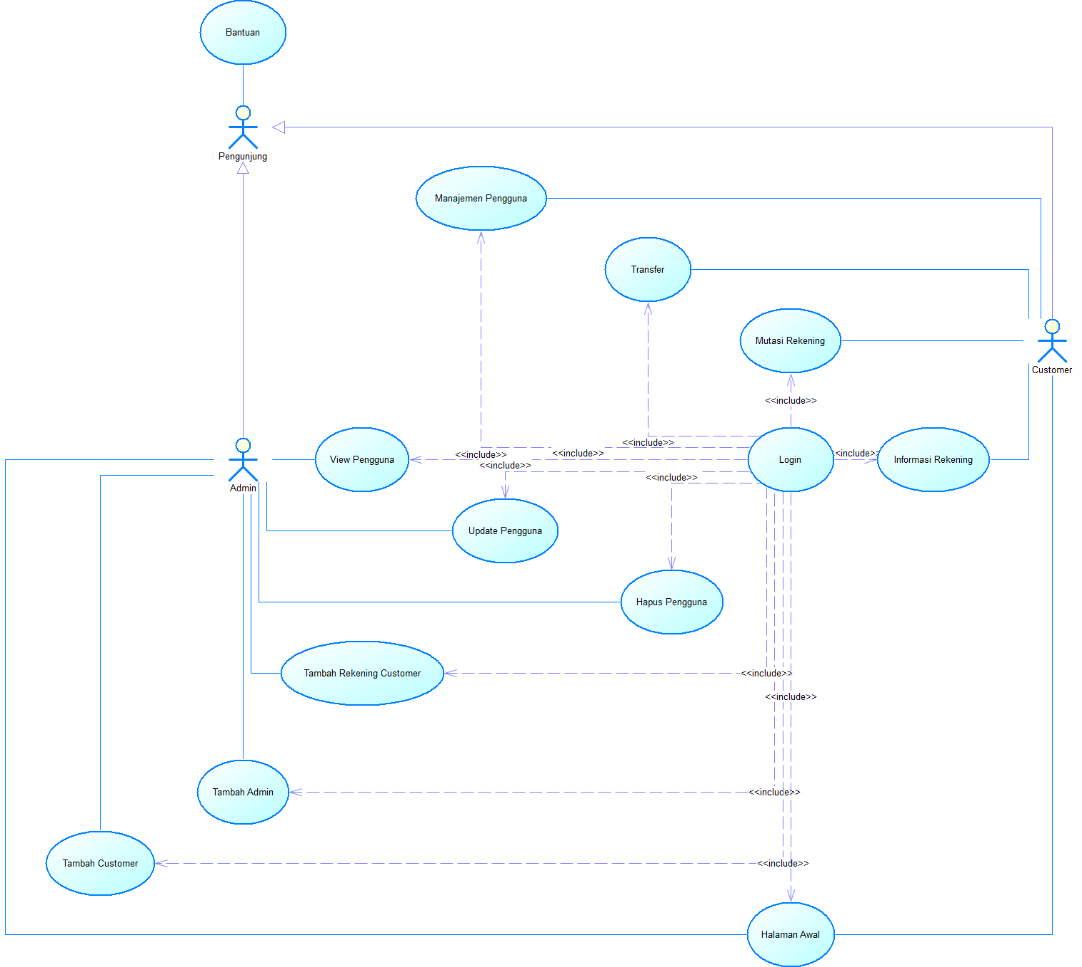 Bantuan
Pengunjung
Manajemen Pengguna
Transfer
Mutasi Rekening
Customer
<<include>>
<<include>>
View Pengguna
<<include>>
<<include>>
<<include>>
Login
<<include>>
Informasi Rekening
Admin
<<include>>
Update Pengguna
Hapus Pengguna
Tambah Rekening Customer
<<include>>
<<include>>
Tambah Admin
<<include>>
Tambah Customer
<<include>>
Halaman Awal